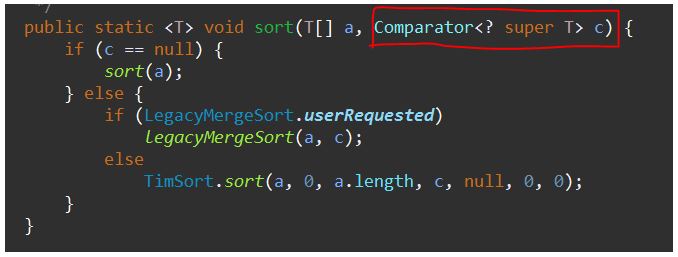 */
public static <T> void sort(T[] a, Comparator<? super T> c) {
if (c == null) {
sort(a);
} else {
if (LegacyMergeSort.userRequested)
legacyMergeSort(a, c);
else
TimSort.sort(a, 0, a.length, c, null, 0, 0);
}
}